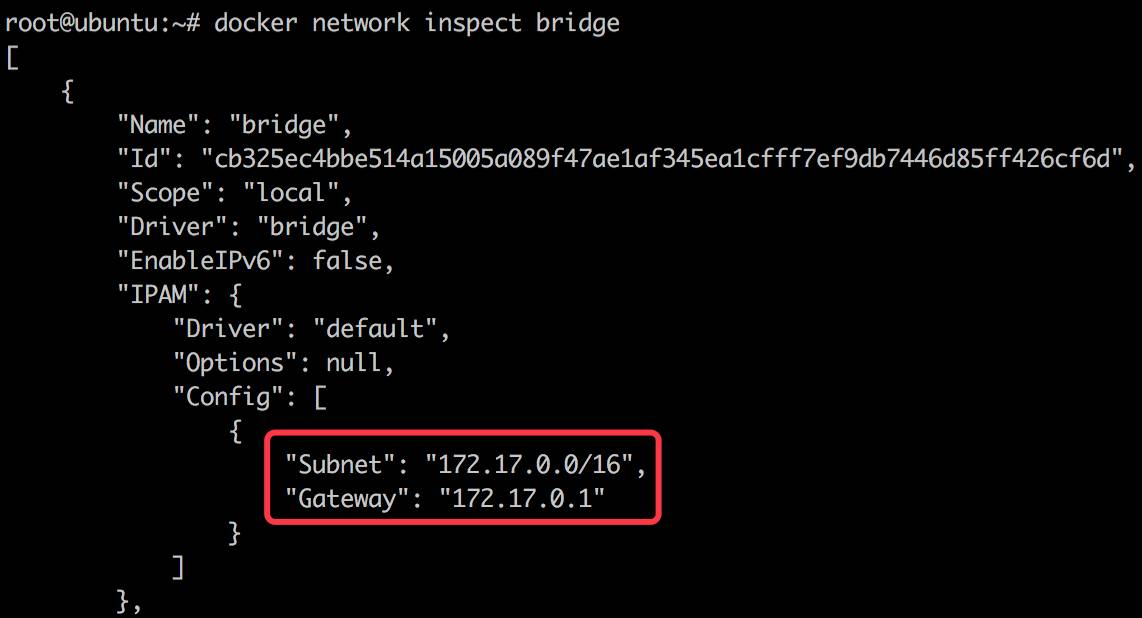 root@ubuntu:~# docker network inspect bridge
[
    {
        "Name": "bridge",
        "Id": "cb325ec4bbe514a15005a089f47ae1af345ea1cfff7ef9db7446d85ff426cf6d",
        "Scope": "local",
        "Driver": "bridge",
        "EnableIPv6": false,
        "IPAM": {
            "Driver": "default",
            "Options": null,
            "Config": [
                {
                    "Subnet": "172.17.0.0/16",
                    "Gateway": "172.17.0.1"
                }
            ]
        },